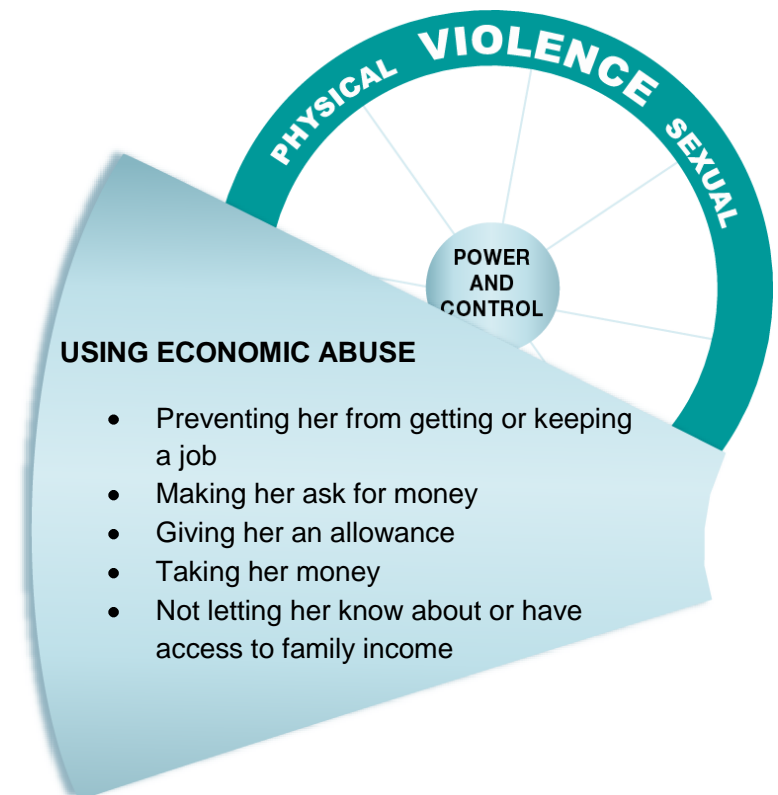 PHYSICAL VIOLENCE SEXUAL
POWER
AND
CONTROL
USING ECONOMIC ABUSE
• Preventing her from getting or keeping
a job
• Making her ask for money
• Giving her an allowance
• Taking her money
• Not letting her know about or have
access to family income